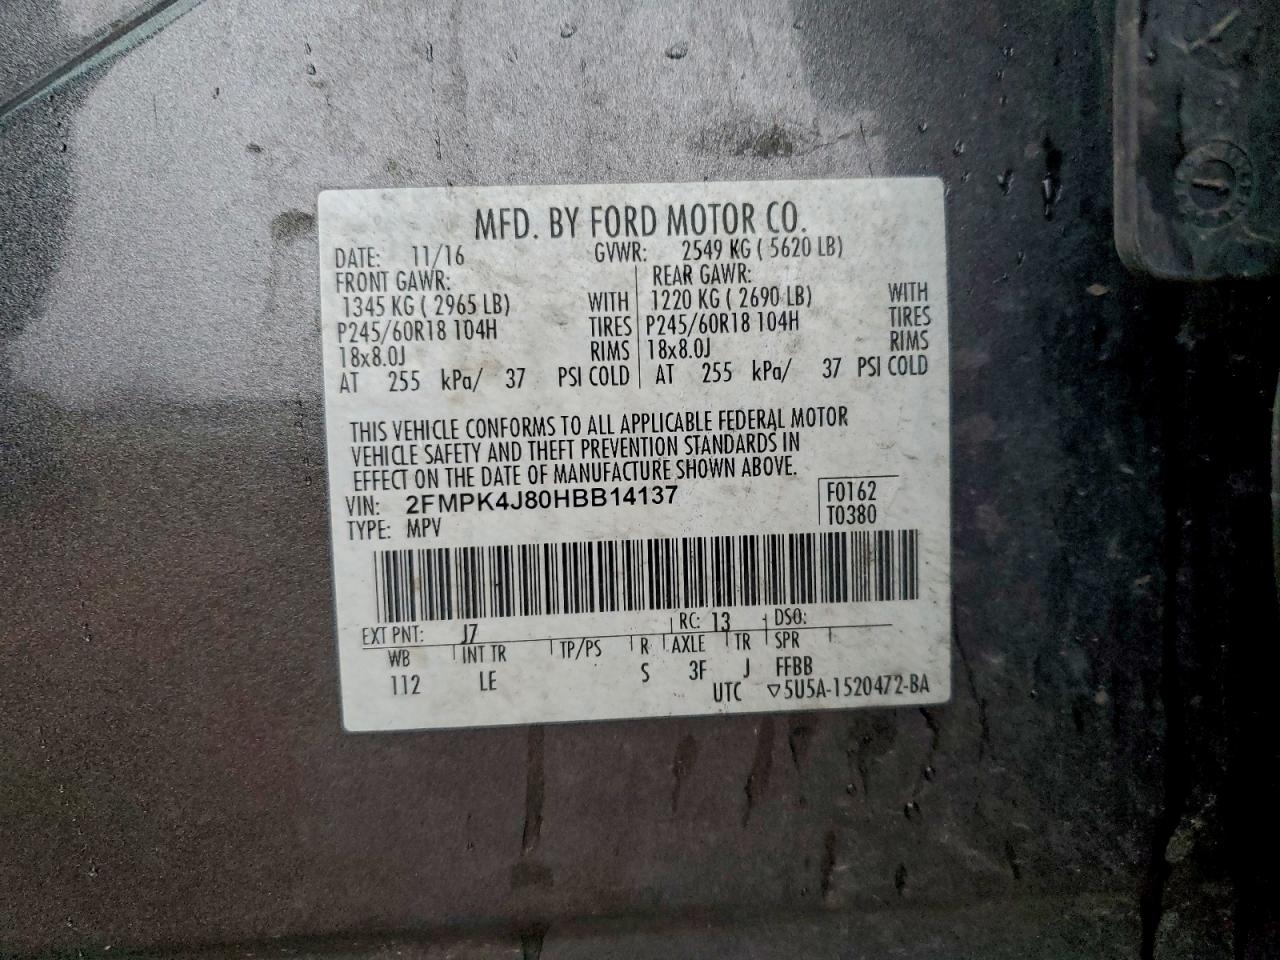 MFD. BY FORD MOTOR CO.
DATE: 11/16 GVWR: 2549 KG ( 5620 LB)
FRONT GAWR: REAR GAWR:
1345 KG ( 2965 LB) WITH 1220 KG ( 2690 LB) WITH
P245/60R18 104H TIRES P245/60R18 104H TIRES
18x8.0J RIMS 18x8.0J RIMS
AT 255 kPa/ 37 PSI COLD AT 255 kPa/ 37 PSI COLD
THIS VEHICLE CONFORMS TO ALL APPLICABLE FEDERAL MOTOR
VEHICLE SAFETY AND THEFT PREVENTION STANDARDS IN
EFFECT ON THE DATE OF MANUFACTURE SHOWN ABOVE.
VIN: 2FMPK4J80HBB14137 F0162
TYPE: MPV T0380
EXT PNT: J7 RC: 13 DSO:
WB INT TR TP/PS R AXLE TR SPR
112 LE S 3F J FFBB
UTC ▽5U5A-1520472-BA